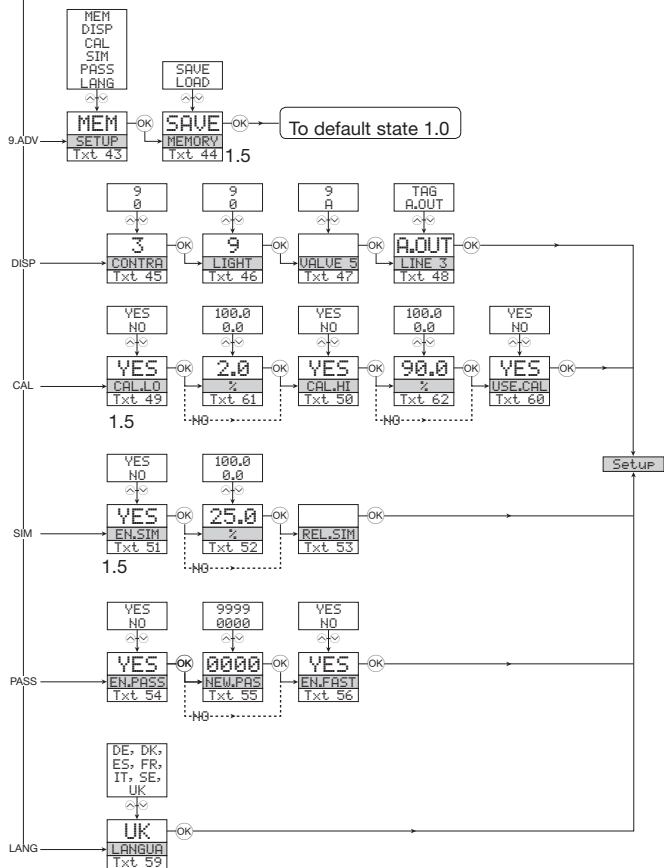 MEM
DISP
CAL
SIM
PASS
LANG
SAVE
LOAD
9.ADV
MEM
OK
SAVE
OK
To default state 1.0
SETUP
MEMORY
Txt 43
Txt 44
1.5
9
0
9
0
9
A
TAG
A.OUT
DISP
3
OK
9
OK
OK
A.OUT
OK
CONTRA
LIGHT
VALVE 5
LINE 3
Txt 45
Txt 46
Txt 47
Txt 48
YES
NO
100.0
0.0
YES
NO
100.0
0.0
YES
NO
CAL
YES
OK
2.0
OK
YES
OK
90.0
OK
YES
OK
CAL.LO
%
CAL.HI
%
USE.CAL
Txt 49
Txt 61
Txt 50
Txt 62
Txt 60
NO
NO
1.5
Setup
YES
NO
100.0
0.0
SIM
YES
OK
25.0
OK
OK
EN.SIM
%
REL.SIM
Txt 51
Txt 52
Txt 53
NO
1.5
YES
NO
9999
0000
YES
NO
PASS
YES
OK
0000
OK
YES
OK
EN.PASS
NEW.PAS
EN.FAST
Txt 54
Txt 55
Txt 56
NO
DE, DK,
ES, FR,
IT, SE,
UK
LANG
UK
OK
LANGUA
Txt 59